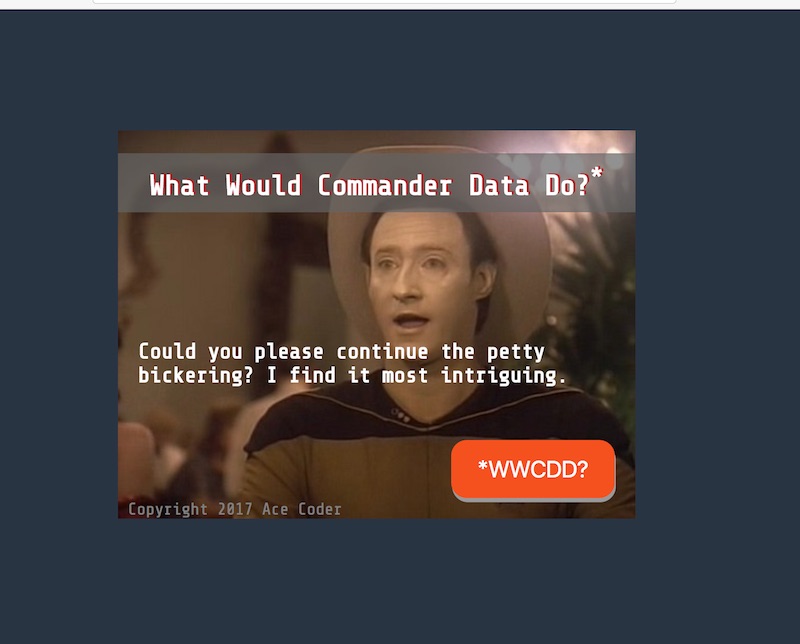 What Would Commander Data Do?*
Could you please continue the petty
bickering? I find it most intriguing.
*WWCDD?
Copyright 2017 Ace Coder